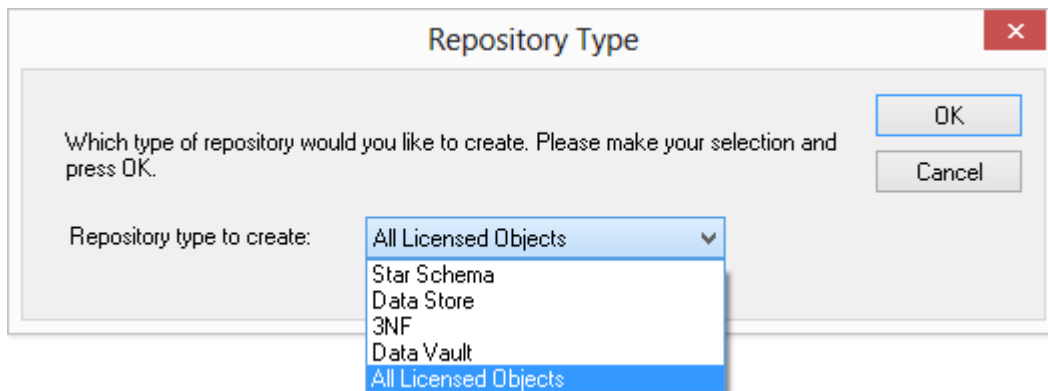 Repository Type
OK
Which type of repository would you like to create. Please make your selection and
press OK.
Cancel
Repository type to create:
All Licensed Objects
Star Schema
Data Store
3NF
Data Vault
All Licensed Objects